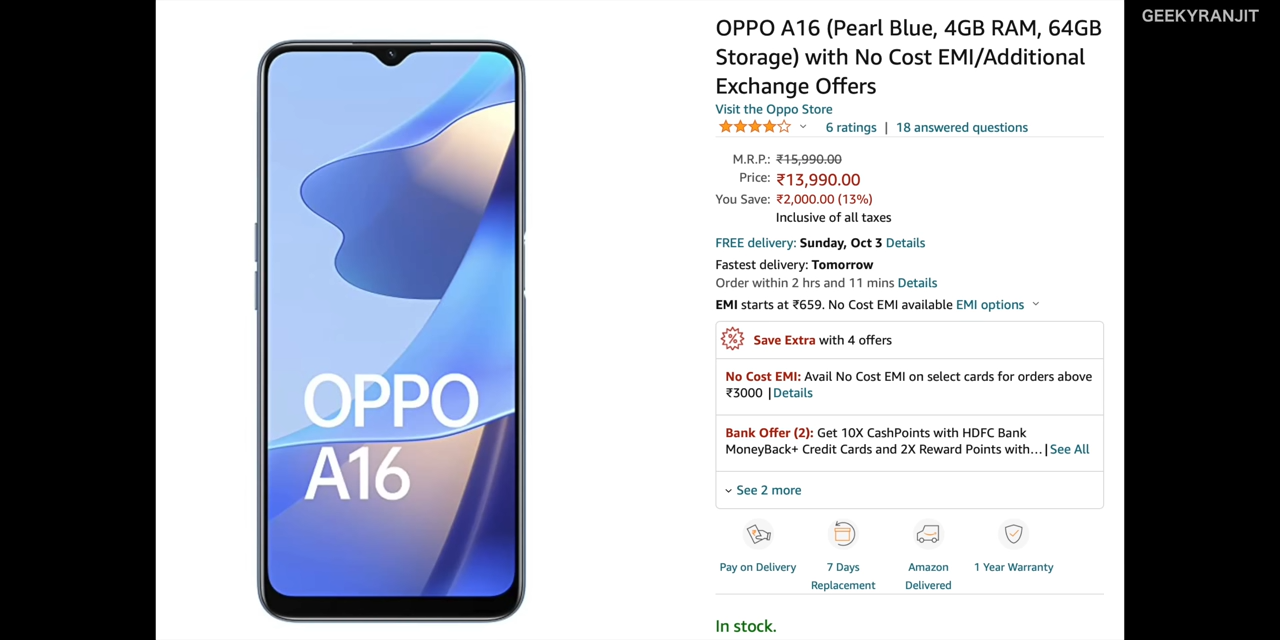 GEEKYRANJIT
OPPO A16 (Pearl Blue, 4GB RAM, 64GB
Storage) with No Cost EMI/Additional
Exchange Offers
Visit the Oppo Store
6 ratings | 18 answered questions
M.R.P.: ₹15,990.00
Price: ₹13,990.00
You Save: ₹2,000.00 (13%)
Inclusive of all taxes
FREE delivery: Sunday, Oct 3 Details
Fastest delivery: Tomorrow
Order within 2 hrs and 11 mins Details
EMI starts at ₹659. No Cost EMI available EMI options
Save Extra with 4 offers
No Cost EMI: Avail No Cost EMI on select cards for orders above
₹3000 | Details
Bank Offer (2): Get 10X CashPoints with HDFC Bank
MoneyBack+ Credit Cards and 2X Reward Points with... | See All
See 2 more
Pay on Delivery
7 Days
Replacement
Amazon
Delivered
1 Year Warranty
In stock.
OPPO
A16